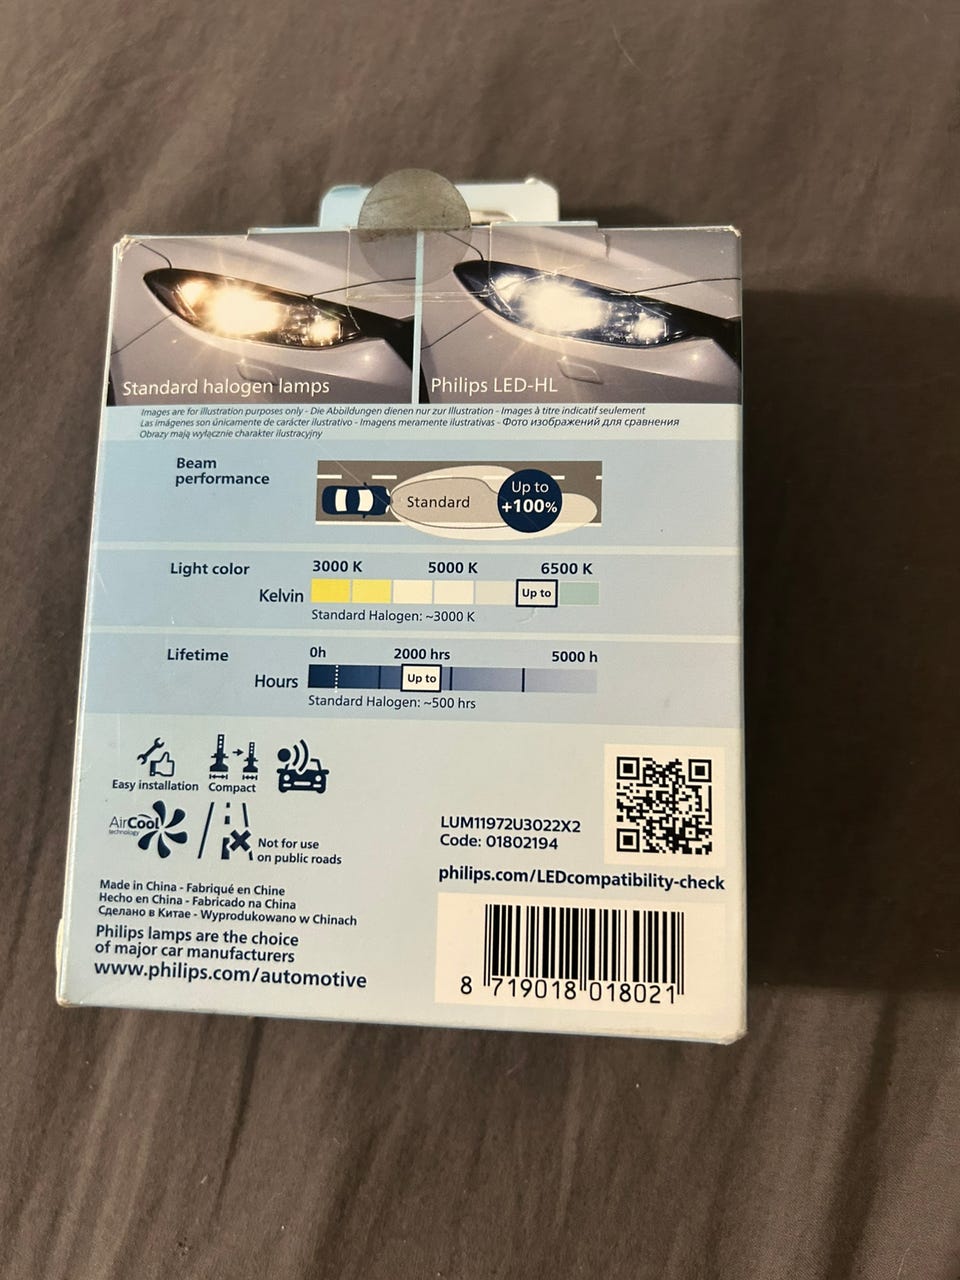 Standard halogen lamps
Philips LED-HL
Images are for illustration purposes only - Die Abbildungen dienen nur zur Illustration - Images à titre indicatif seulement
Las imágenes son únicamente de carácter ilustrativo - Imagens meramente ilustrativas - Фото изображений для сравнения
Obrazy mają wyłącznie charakter ilustracyjny
Beam
performance
Standard
Up to
+100%
Light color
3000 K 5000 K 6500 K
Kelvin
Up to
Standard Halogen: ~3000 K
Lifetime
0h 2000 hrs 5000 h
Hours
Up to
Standard Halogen: ~500 hrs
Easy installation
Compact
AirCool
technology
Not for use
on public roads
LUM11972U3022X2
Code: 01802194
philips.com/LEDcompatibility-check
Made in China - Fabriqué en Chine
Hecho en China - Fabricado na China
Сделано в Китае - Wyprodukowano w Chinach
Philips lamps are the choice
of major car manufacturers
www.philips.com/automotive
8 719018 018021